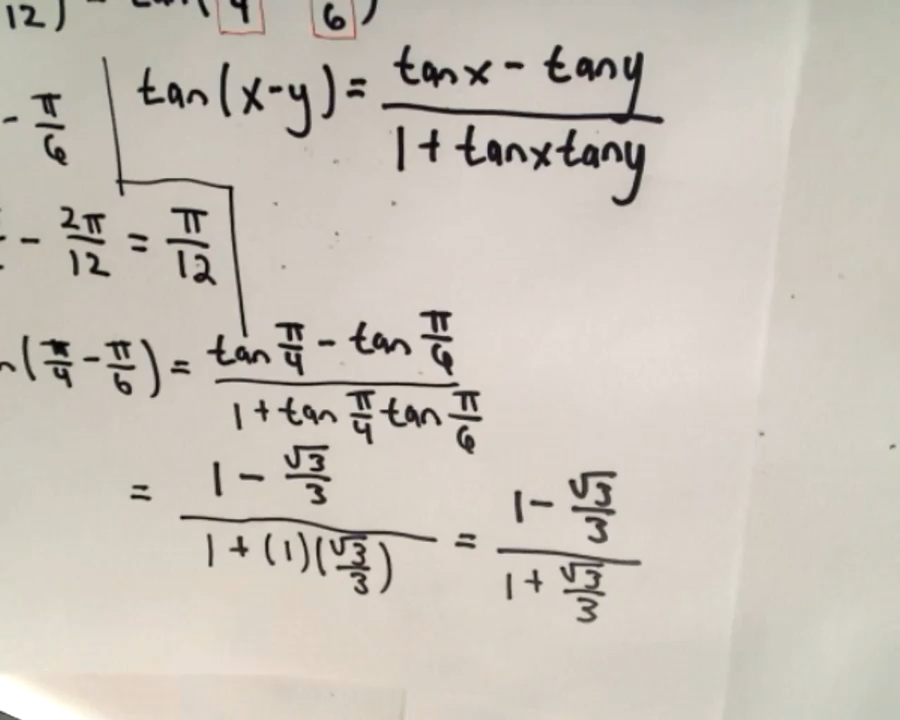 12) - tan(4 6)
- π/6
tan(x-y) = (tanx - tany)/(1 + tanxtany)
- 2π/12 = π/12
n(π/4 - π/6) = (tan π/4 - tan π/6)/(1 + tan π/4 tan π/6)
= (1 - √3/3)/(1 + (1)(√3/3)) = (1 - √3/3)/(1 + √3/3)